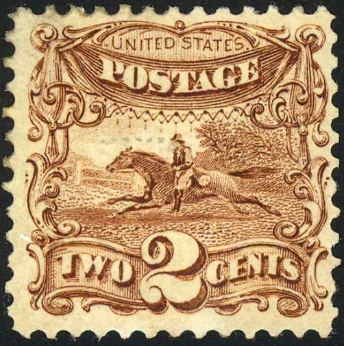 UNITED STATES
POSTAGE
TWO 2 CENTS